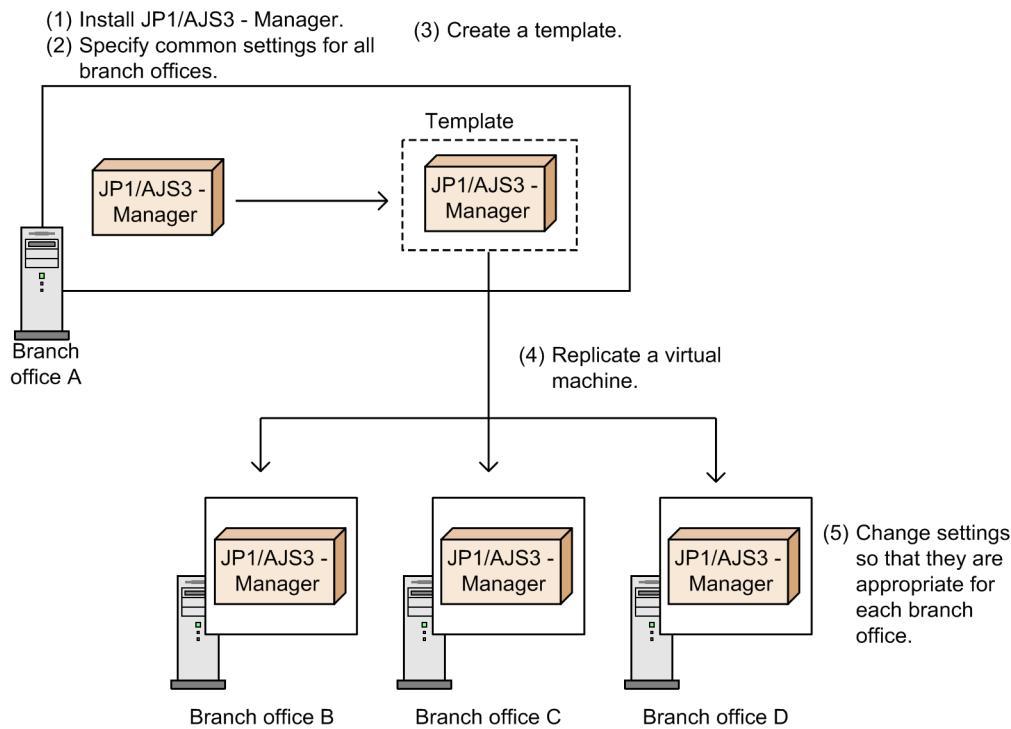 (1) Install JP1/AJS3 - Manager.
(2) Specify common settings for all
branch offices.
(3) Create a template.
Template
JP1/AJS3 -
Manager
JP1/AJS3 -
Manager
Branch
office A
(4) Replicate a virtual
machine.
JP1/AJS3 -
Manager
JP1/AJS3 -
Manager
JP1/AJS3 -
Manager
(5) Change settings
so that they are
appropriate for
each branch
office.
Branch office B
Branch office C
Branch office D